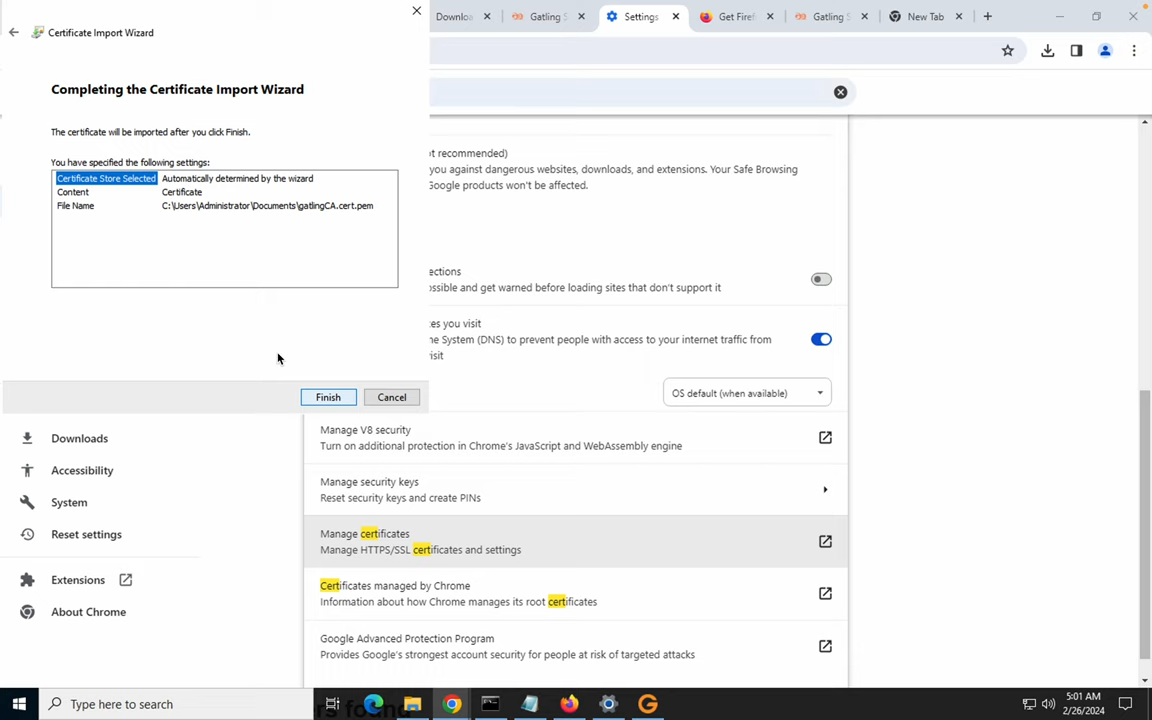 Certificate Import Wizard
Downloa
Gatling S
Settings
Get Firef
Gatling S
New Tab
Completing the Certificate Import Wizard
The certificate will be imported after you click Finish.
You have specified the following settings:
Certificate Store Selected Automatically determined by the wizard
Content Certificate
File Name C:\Users\Administrator\Documents\gatlingCA.cert.pem
Finish
Cancel
ot recommended)
you against dangerous websites, downloads, and extensions. Your Safe Browsing
Google products won't be affected.
ections
ossible and get warned before loading sites that don't support it
es you visit
ne System (DNS) to prevent people with access to your internet traffic from
visit
OS default (when available)
Manage V8 security
Turn on additional protection in Chrome's JavaScript and WebAssembly engine
Manage security keys
Reset security keys and create PINs
Manage certificates
Manage HTTPS/SSL certificates and settings
Certificates managed by Chrome
Information about how Chrome manages its root certificates
Google Advanced Protection Program
Provides Google's strongest account security for people at risk of targeted attacks
Downloads
Accessibility
System
Reset settings
Extensions
About Chrome
Type here to search
5:01 AM
2/26/2024